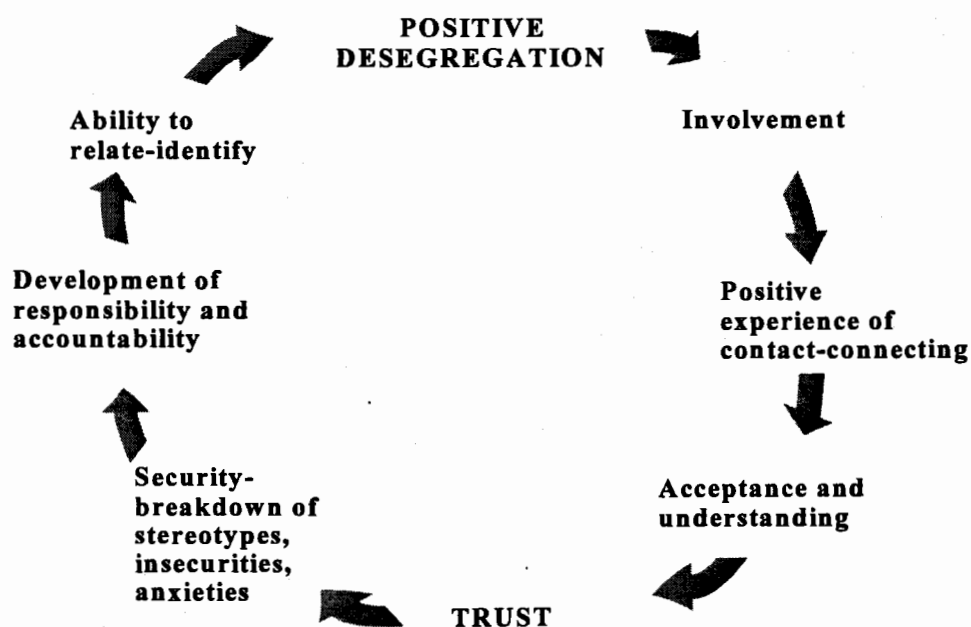 POSITIVE
DESEGREGATION
Involvement
Positive
experience of
contact-connecting
Acceptance and
understanding
TRUST
Security-
breakdown of
stereotypes,
insecurities,
anxieties
Development of
responsibility and
accountability
Ability to
relate-identify